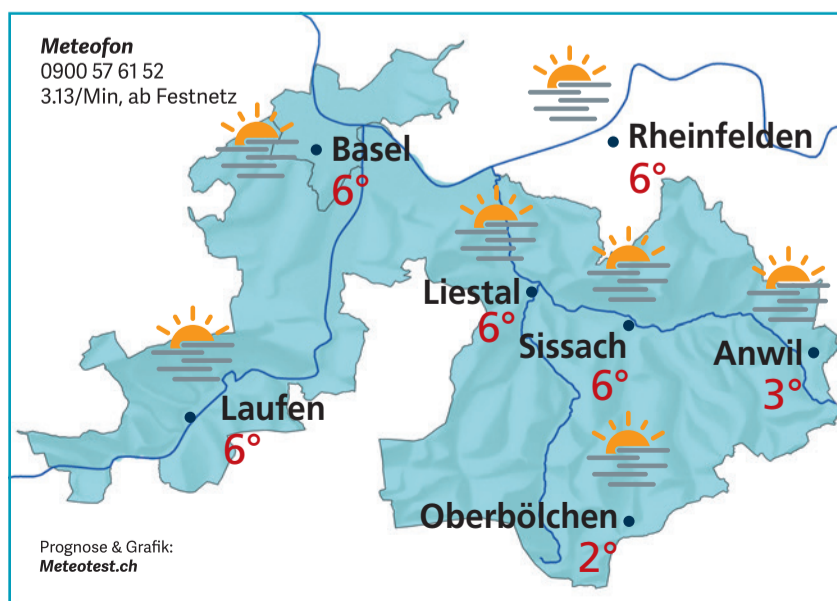 Meteofon
0900 57 61 52
3.13/Min, ab Festnetz
Basel
6°
Rheinfelden
6°
Liestal
6°
Sissach
6°
Anwil
3°
Laufen
6°
Oberbölchen
2°
Prognose & Grafik:
Meteotest.ch